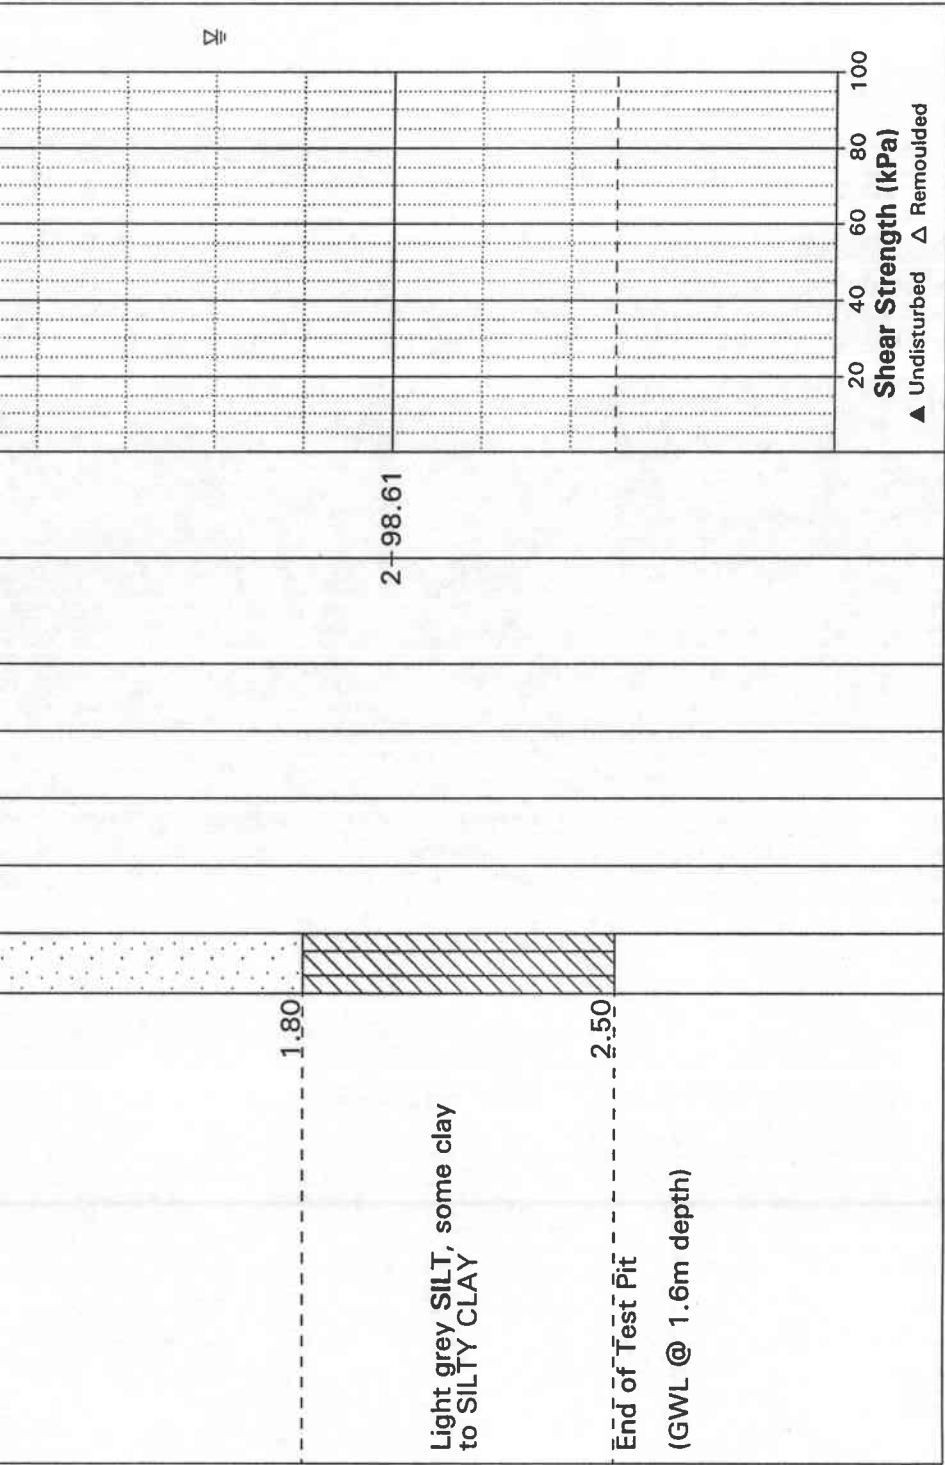 1.80
Light grey SILT, some clay
to SILTY CLAY
2.50
End of Test Pit
(GWL @ 1.6m depth)
2 98.61
20 40 60 80 100
Shear Strength (kPa)
▲ Undisturbed △ Remoulded